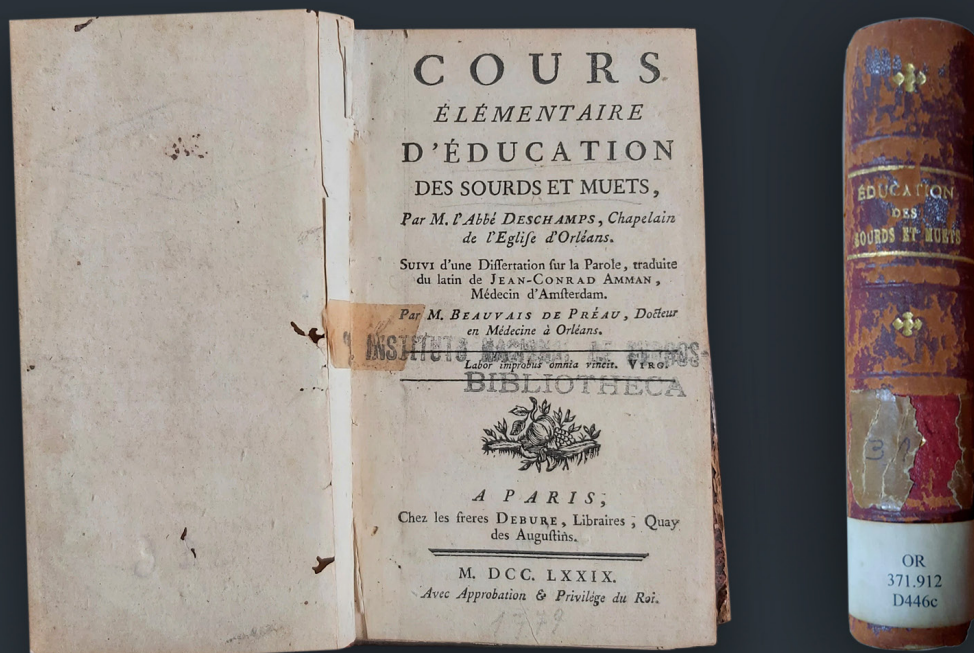 COURS
ÉLÉMENTAIRE
D'ÉDUCATION
DES SOURDS ET MUETS,
Par M. l'Abbé DESCHAMPS, Chapelain
de l'Egliſe d'Orléans.
SUIVI d'une Diſſertation ſur la Parole, traduite
du latin de JEAN-CONRAD AMMAN,
Médecin d'Amſterdam.
Par M. BEAUVAIS DE PRÉAU, Docteur
en Médecine à Orléans.
INSTITUTO
Labor improbus omnia vincit. VIRG.
BIBLIOTHECA
A PARIS,
Chez les freres DEBURE, Libraires, Quay
des Auguſtins.
M. DCC. LXXIX.
Avec Approbation & Privilége du Roi.
1779
ÉDUCATION
DES
SOURDS ET MUETS
OR
371.912
D446c